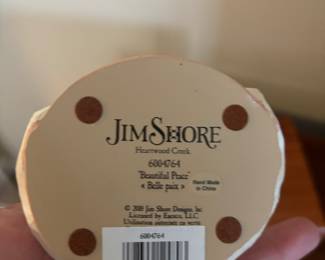 JIM SHORE
Heartwood Creek
6004764
"Beautiful Peace"
« Belle paix »
Hand Made
in China
© 2019 Jim Shore Designs, Inc
Licensed by Enesco, LLC
6004764